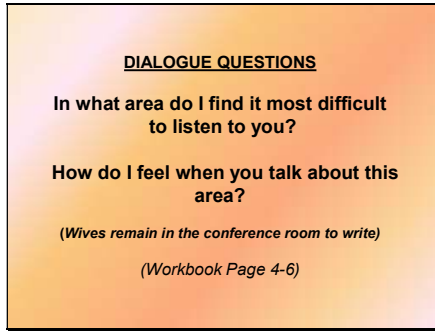 DIALOGUE QUESTIONS
In what area do I find it most difficult
to listen to you?
How do I feel when you talk about this
area?
(Wives remain in the conference room to write)
(Workbook Page 4-6)